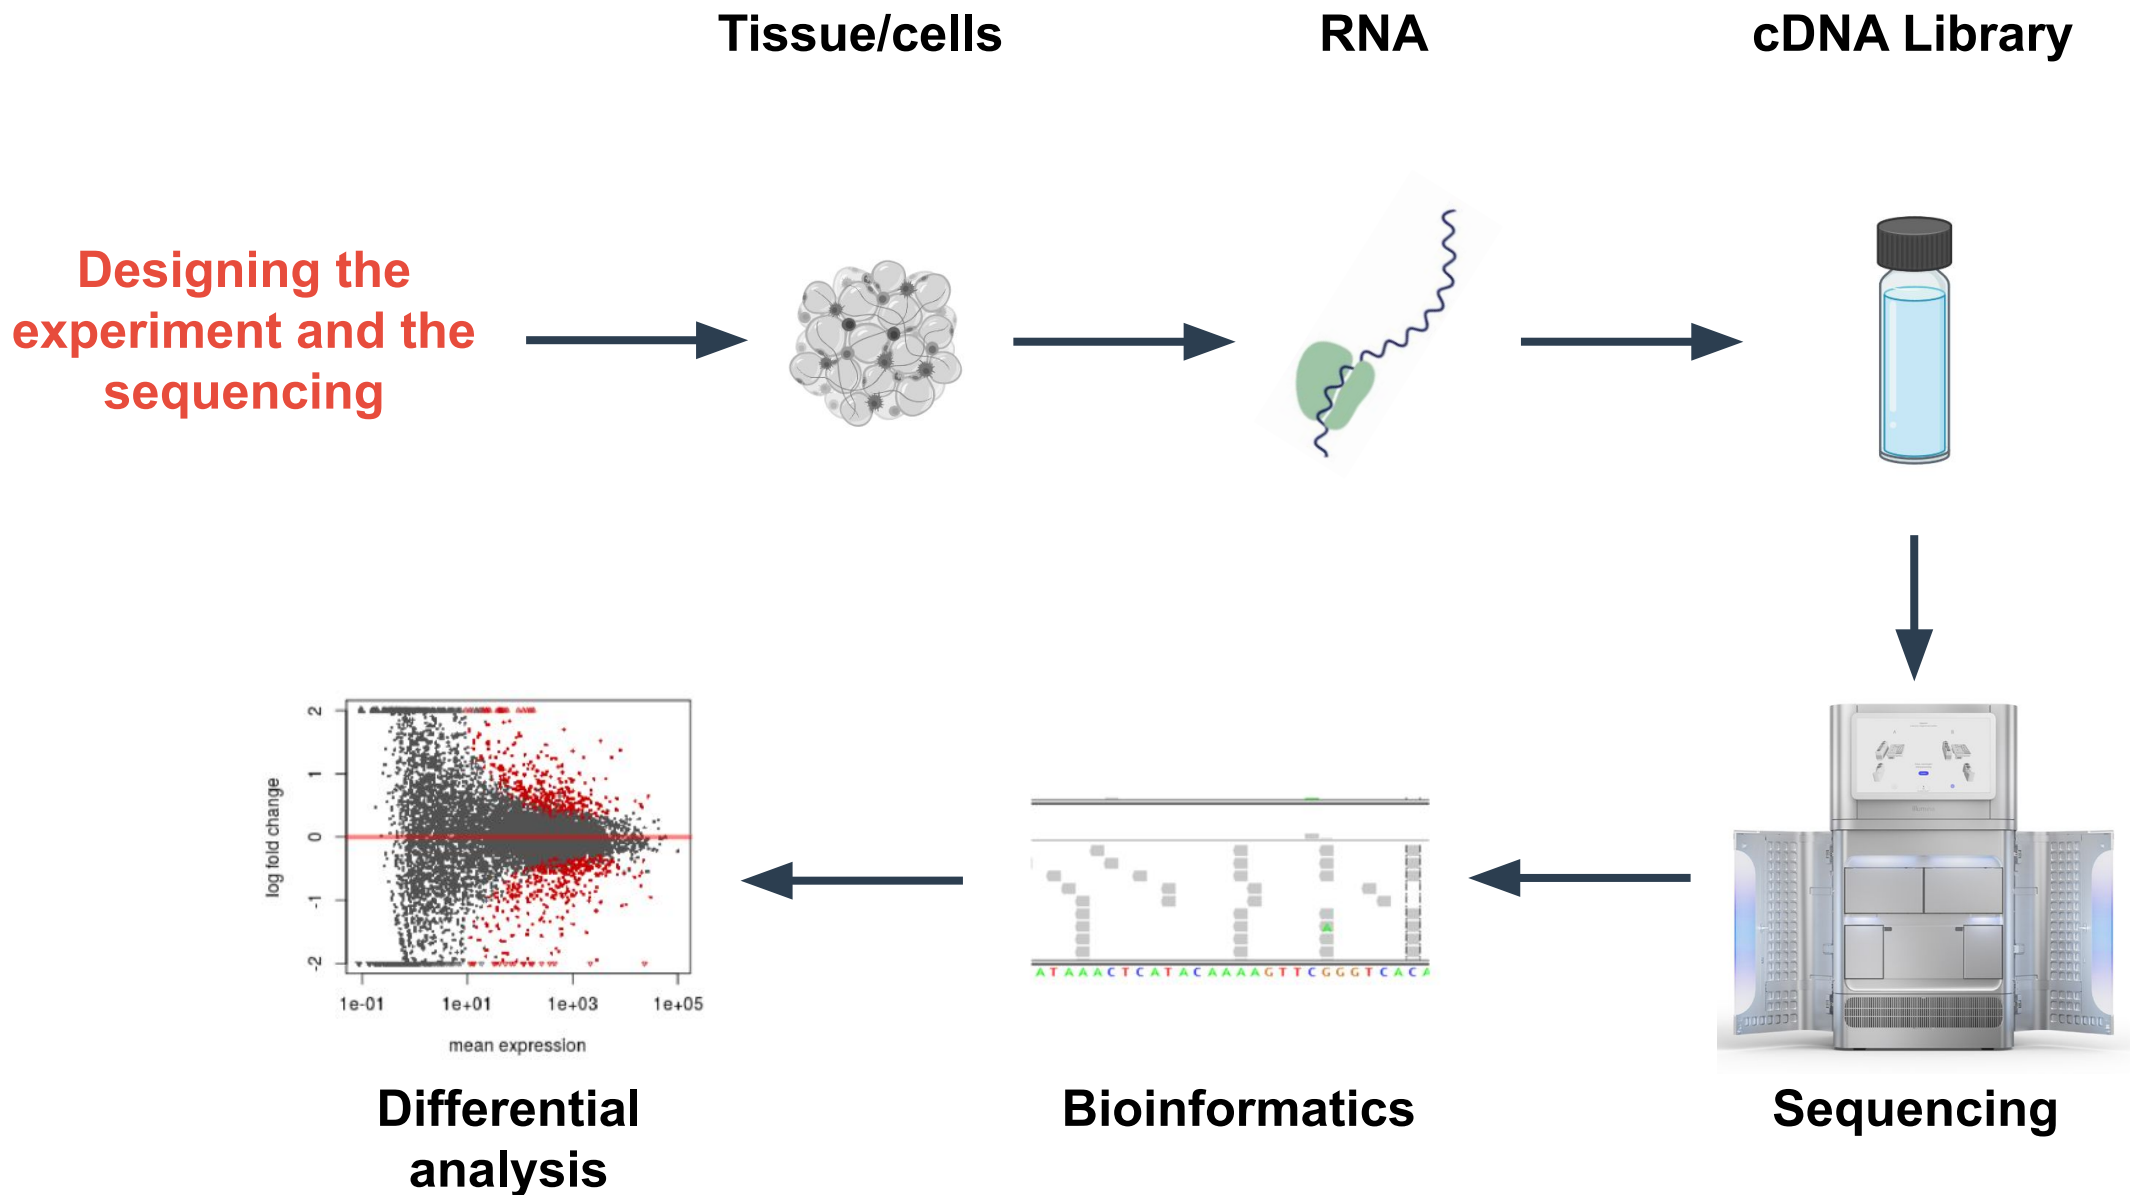 Tissue/cells
RNA
cDNA Library
Designing the
experiment and the
sequencing
2
1
0
-1
-2
log fold change
1e-01
1e+01
1e+03
1e+05
mean expression
A
ATAAACTCATACAAAAGTTCGGGTCACA
Differential
analysis
Bioinformatics
Sequencing